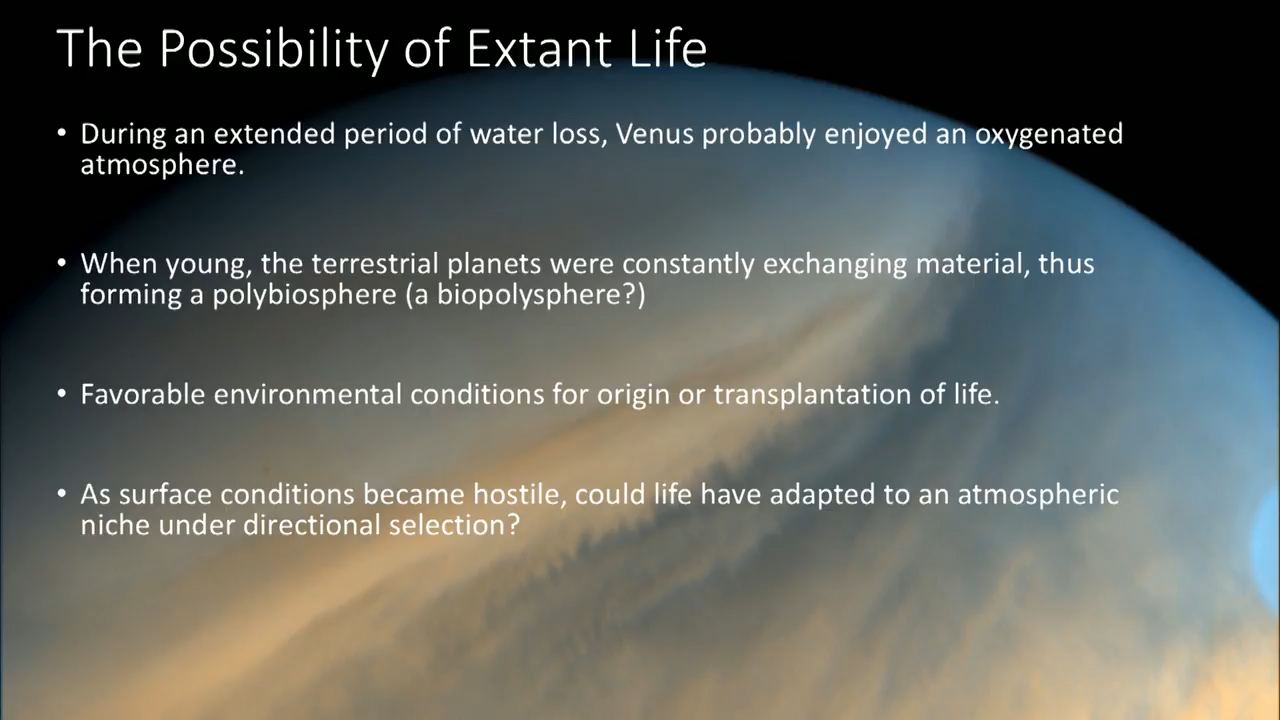 The Possibility of Extant Life
• During an extended period of water loss, Venus probably enjoyed an oxygenated
atmosphere.
• When young, the terrestrial planets were constantly exchanging material, thus
forming a polybiosphere (a biopolysphere?)
• Favorable environmental conditions for origin or transplantation of life.
• As surface conditions became hostile, could life have adapted to an atmospheric
niche under directional selection?